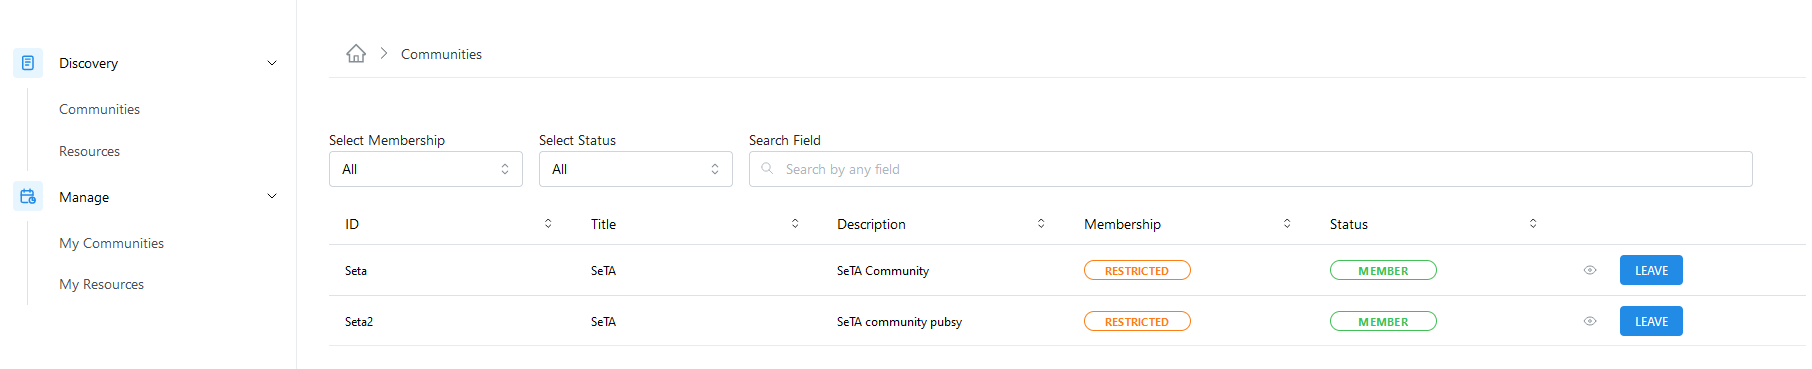 Discovery
Communities
Resources
Manage
My Communities
My Resources
Communities
Select Membership Select Status Search Field
All All Search by any field
ID Title Description Membership Status
Seta SeTA SeTA Community RESTRICTED MEMBER LEAVE
Seta2 SeTA SeTA community pubsy RESTRICTED MEMBER LEAVE